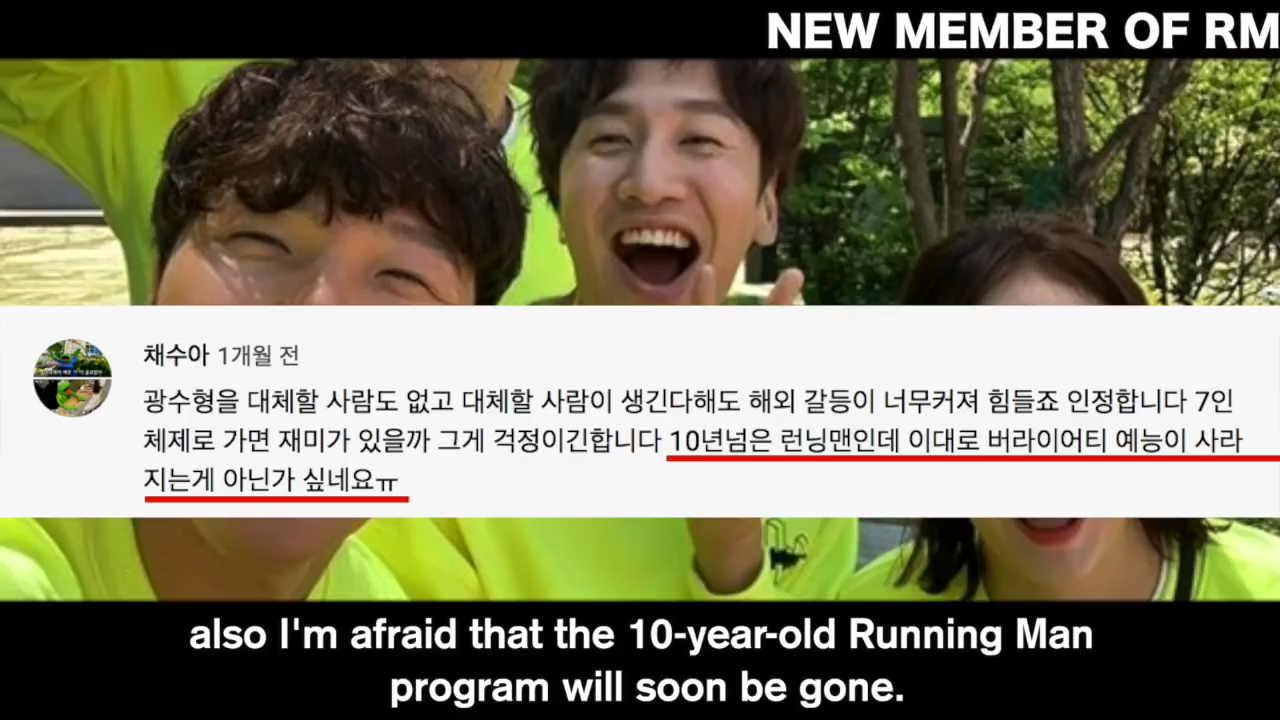 NEW MEMBER OF RM
채수아 1개월 전
광수형을 대체할 사람도 없고 대체할 사람이 생긴다해도 해외 갈등이 너무커져 힘들죠 인정합니다 7인
체제로 가면 재미가 있을까 그게 걱정이긴합니다 10년넘은 런닝맨인데 이대로 버라이어티 예능이 사라
지는게 아닌가 싶네요ㅠ
also I'm afraid that the 10-year-old Running Man
program will soon be gone.